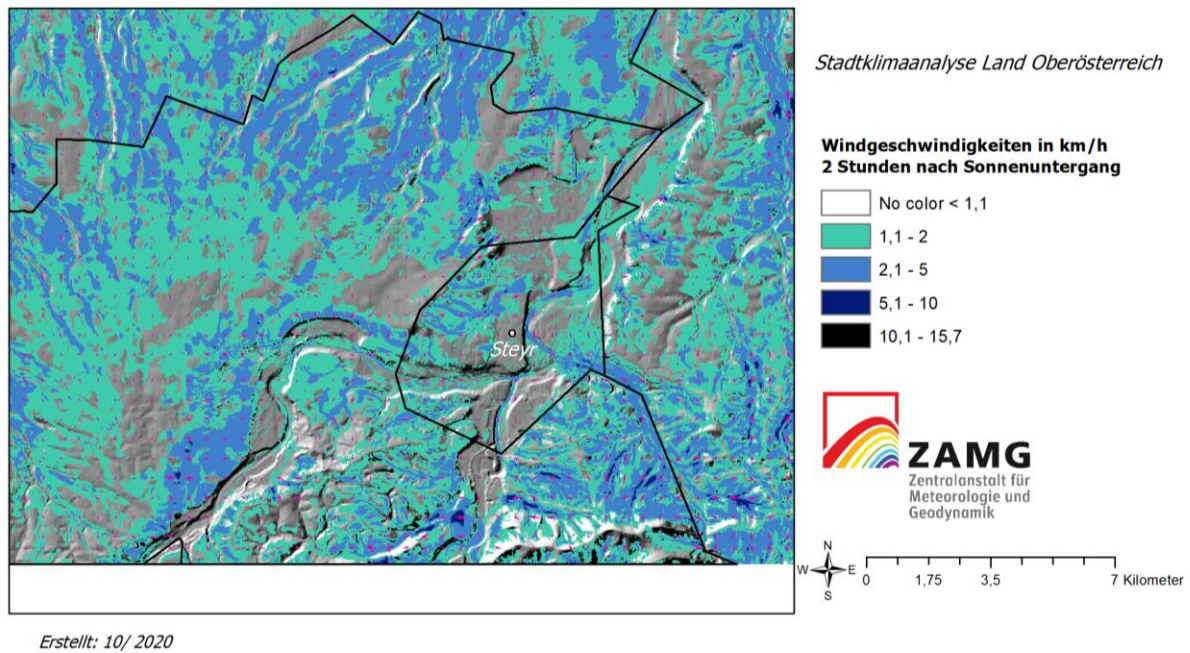 Stadtklimaanalyse Land Oberösterreich
Windgeschwindigkeiten in km/h
2 Stunden nach Sonnenuntergang
No color < 1,1
1,1 - 2
2,1 - 5
5,1 - 10
10,1 - 15,7
Steyr
ZAMG
Zentralanstalt für
Meteorologie und
Geodynamik
N
W E
S
0 1,75 3,5 7 Kilometer
Erstellt: 10/ 2020